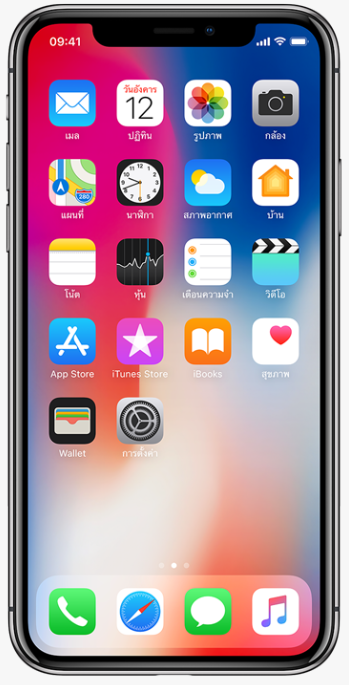 09:41
วันอังคาร
12
เมล
ปฏิทิน
รูปภาพ
กล้อง
280
แผนที่
นาฬิกา
สภาพอากาศ
บ้าน
โน้ต
หุ้น
เตือนความจำ
วิดีโอ
App Store
iTunes Store
iBooks
สุขภาพ
Wallet
การตั้งค่า